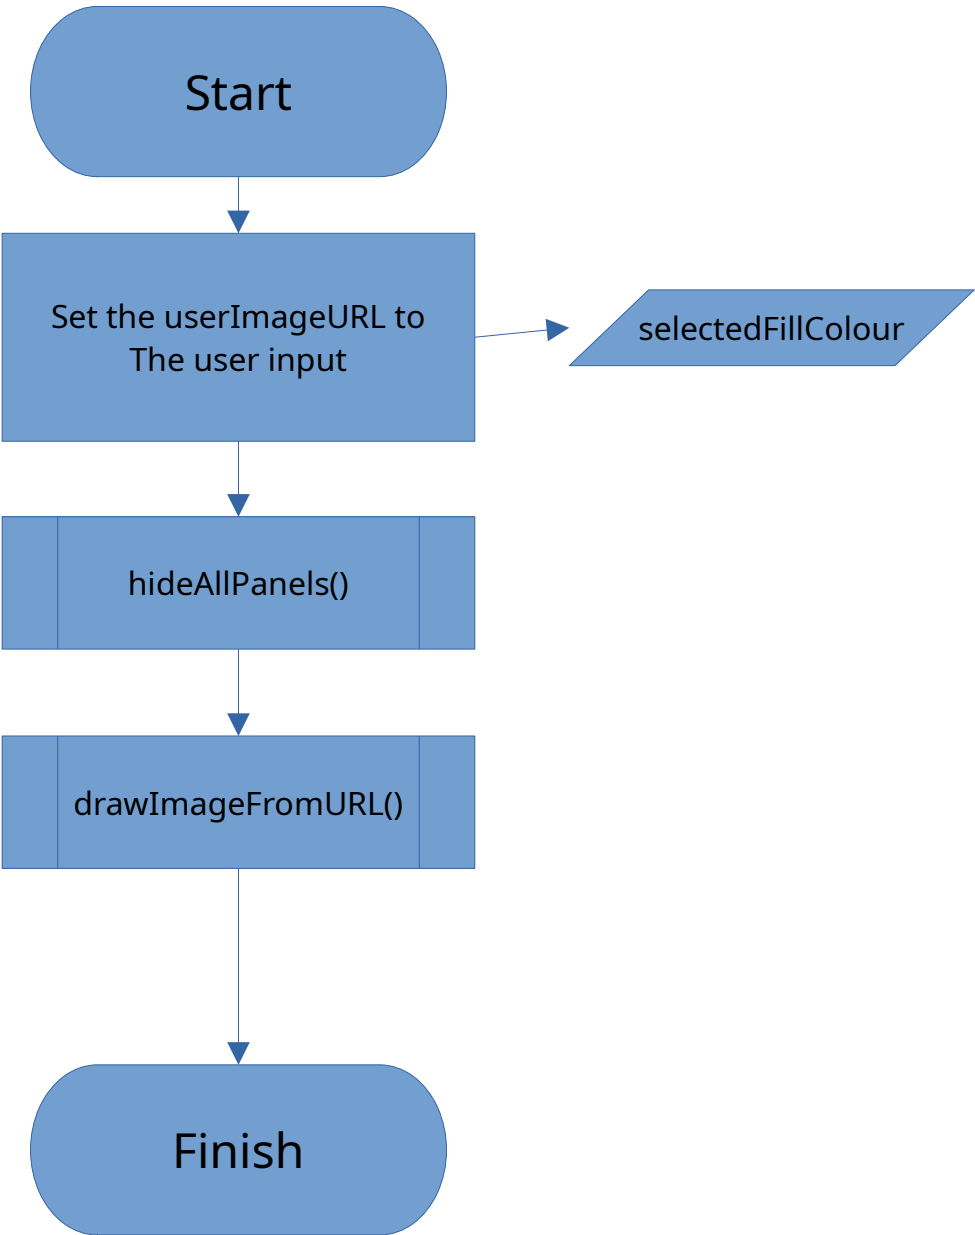 Start
Set the userImageURL to
The user input
selectedFillColour
hideAllPanels()
drawImageFromURL()
Finish